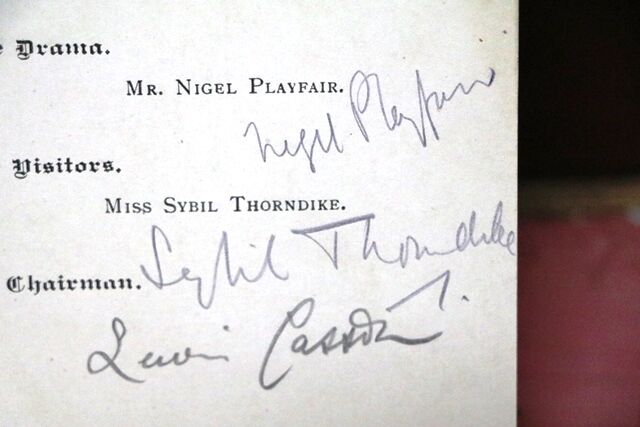 Drama.
MR. NIGEL PLAYFAIR.
Nigel Playfair
Visitors.
MISS SYBIL THORNDIKE.
Sybil Thorndike
Chairman.
Lewis Casson